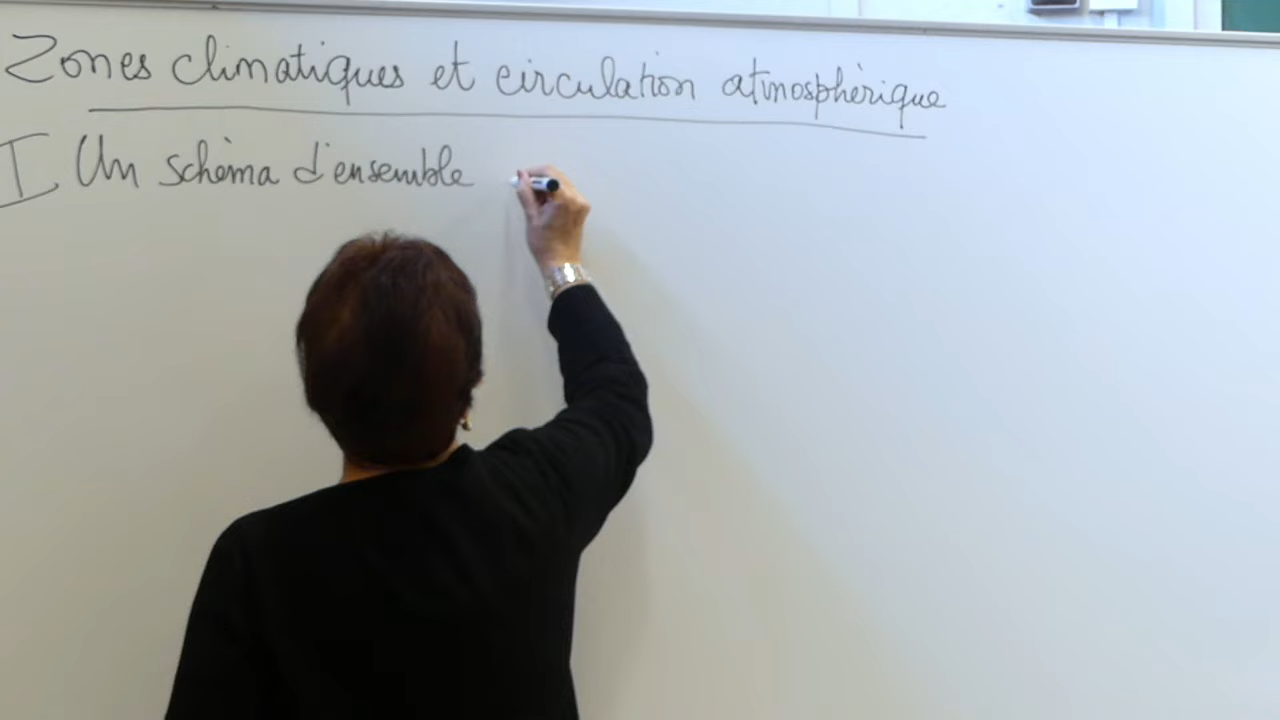 Zones climatiques et circulation atmosphérique
I Un schéma d'ensemble